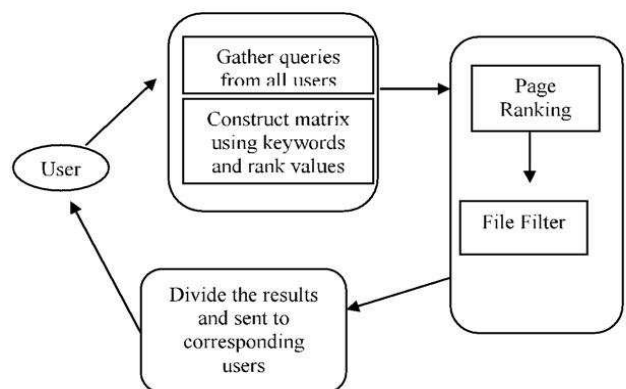 Gather queries
from all users
Construct matrix
using keywords
and rank values
Page
Ranking
User
File Filter
Divide the results
and sent to
corresponding
users